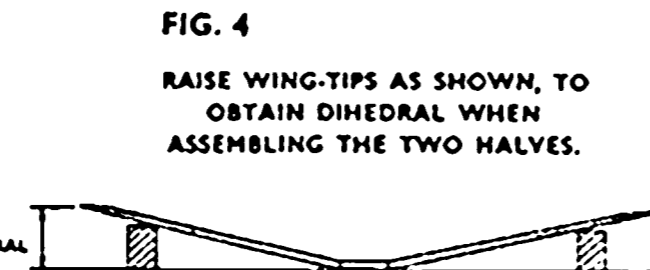 FIG. 4
RAISE WING-TIPS AS SHOWN, TO
OBTAIN DIHEDRAL WHEN
ASSEMBLING THE TWO HALVES.